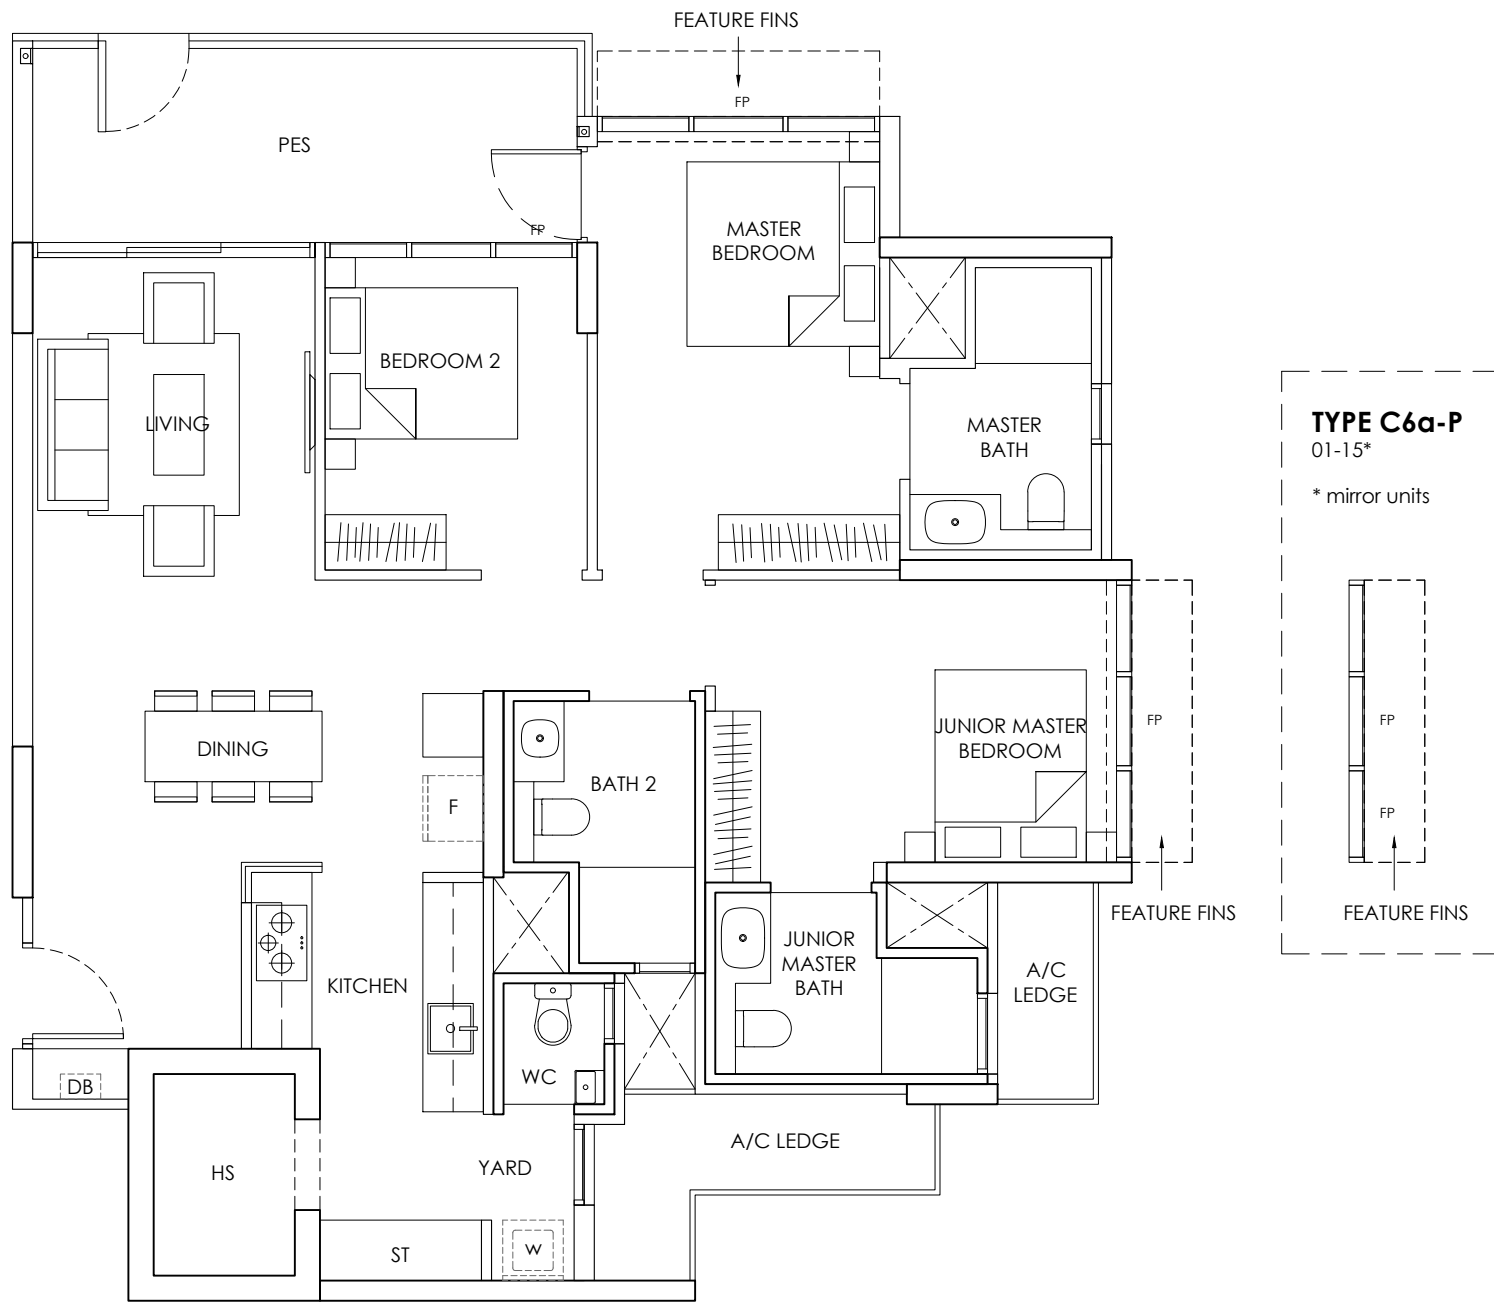 FEATURE FINS
FP
PES
FP
MASTER
BEDROOM
BEDROOM 2
LIVING
MASTER
BATH
TYPE C6a-P
01-15*
* mirror units
DINING
F
BATH 2
JUNIOR MASTER
BEDROOM
FP
FP
FP
FEATURE FINS
FEATURE FINS
KITCHEN
JUNIOR
MASTER
BATH
A/C
LEDGE
WC
DB
HS
YARD
A/C LEDGE
ST
W